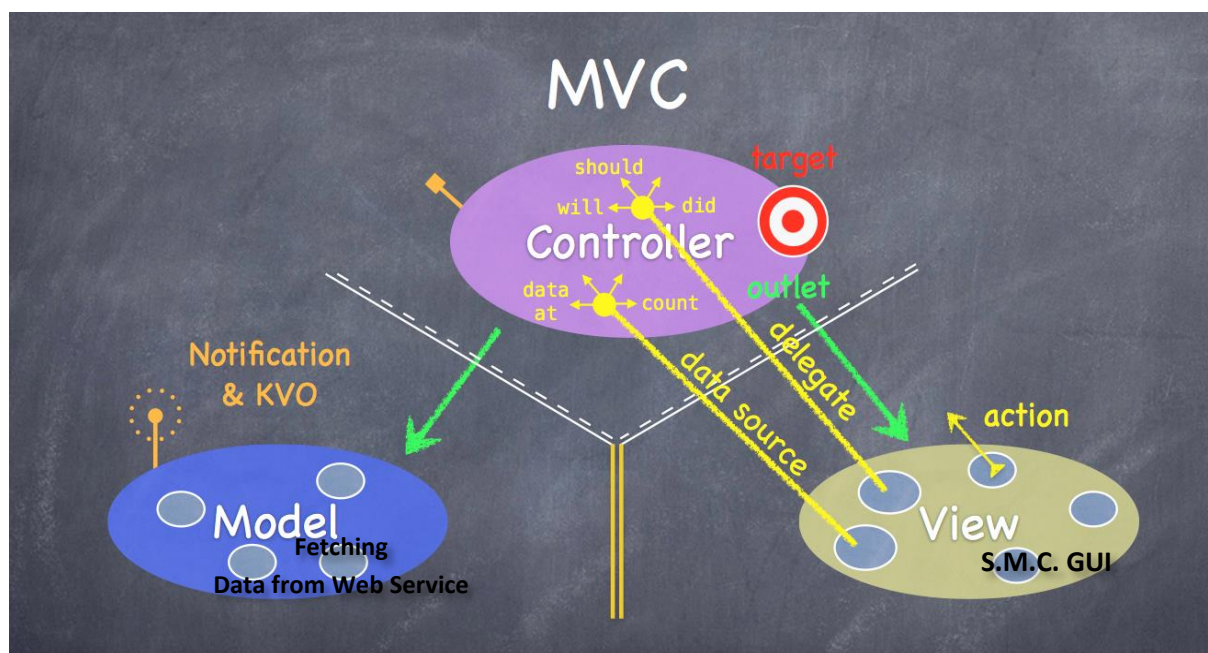 MVC
should
target
will
did
Controller
data
at
count
outlet
Notification
& KVO
delegate
data source
action
Model
View
Fetching
Data from Web Service
S.M.C. GUI